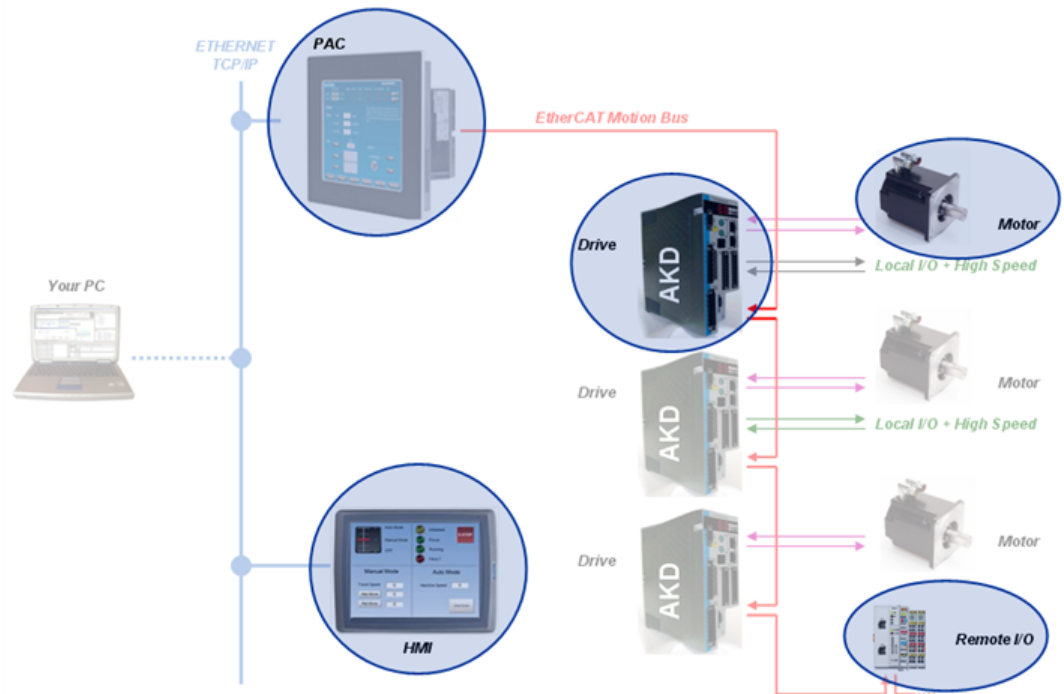 ETHERNET
TCP/IP
PAC
EtherCAT Motion Bus
Drive
AKD
Motor
Local I/O + High Speed
Your PC
Drive
AKD
Motor
Local I/O + High Speed
Drive
AKD
Motor
Manual Mode
Auto Mode
HMI
Remote I/O